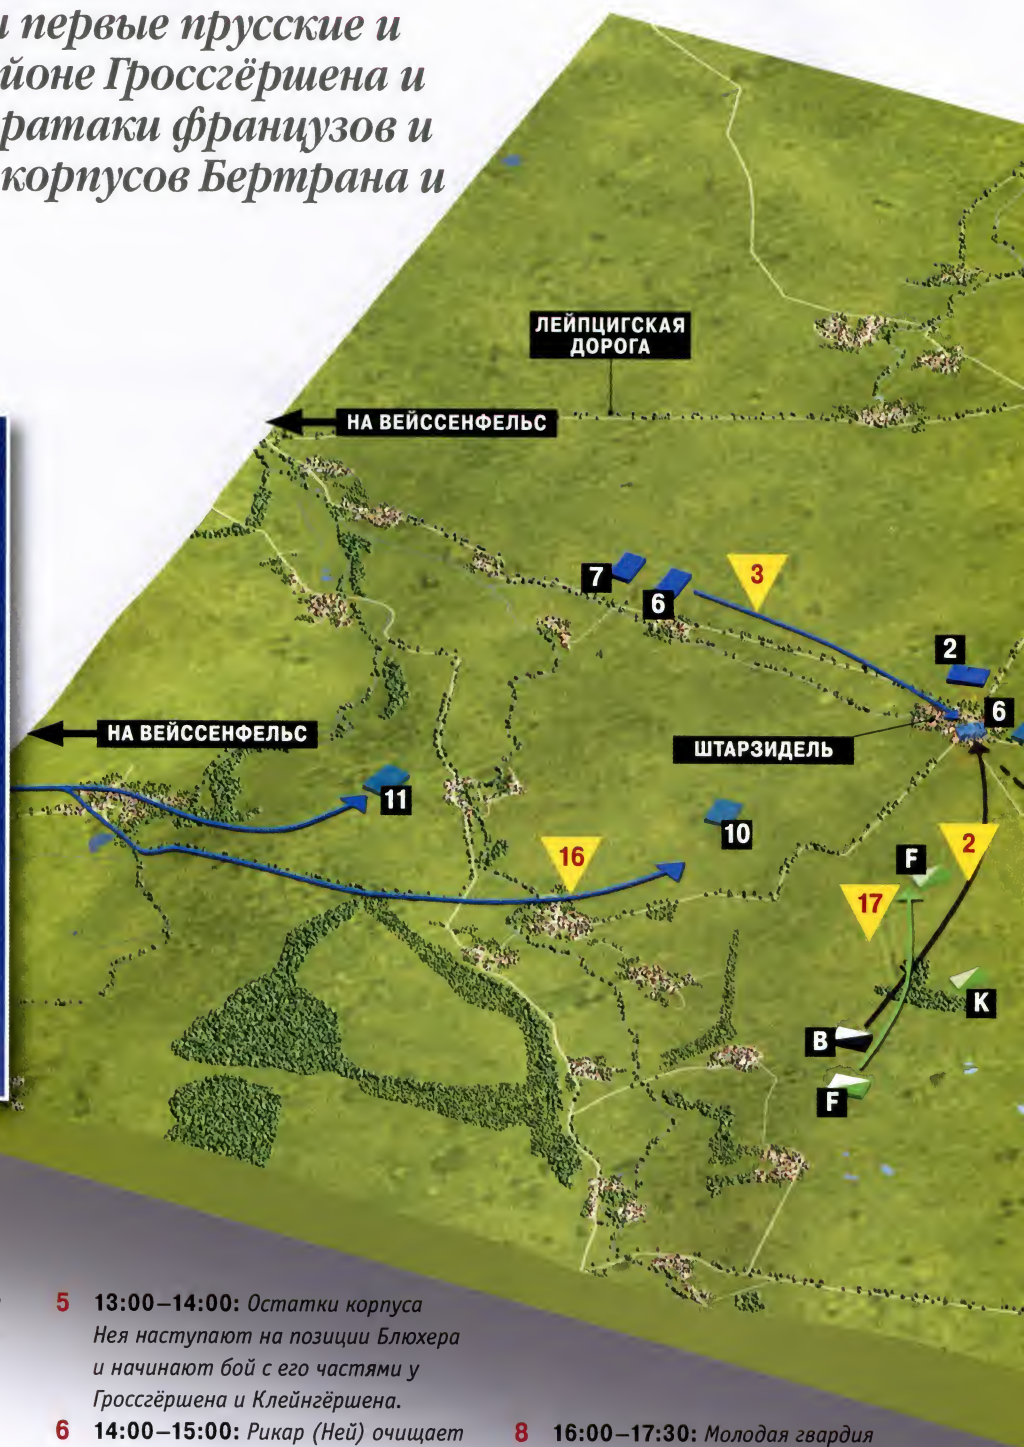 и первые прусские и
йоне Гроссгёршена и
ратаки французов и
корпусов Бертрана и
ЛЕЙПЦИГСКАЯ
ДОРОГА
НА ВЕЙССЕНФЕЛЬС
7
6
3
2
6
НА ВЕЙССЕНФЕЛЬС
ШТАРЗИДЕЛЬ
11
10
16
F
2
17
K
B
F
5 13:00–14:00: Остатки корпуса
Нея наступают на позиции Блюхера
и начинают бой с его частями у
Гроссгёршена и Клейнгёршена.
6 14:00–15:00: Рикар (Ней) очищает
8 16:00–17:30: Молодая гвардия